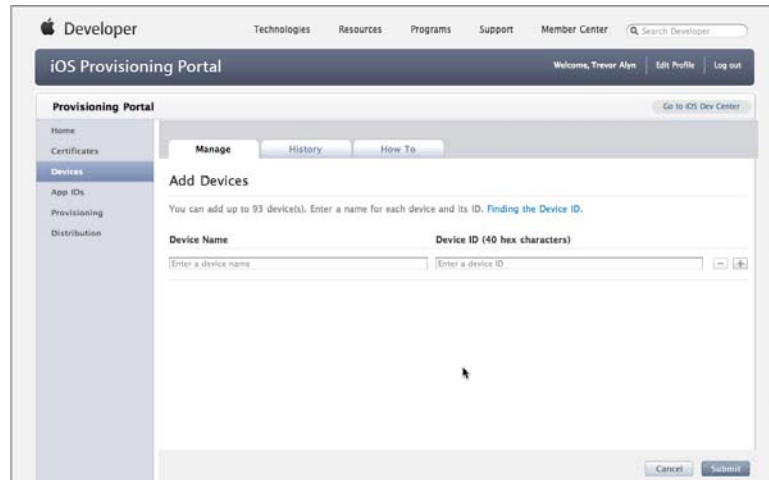 Developer
Technologies Resources Programs Support Member Center Search Developer
iOS Provisioning Portal
Welcome, Trevor Alyn Edit Profile Log out
Provisioning Portal
Go to iOS Dev Center
Home
Certificates
Devices
App IDs
Provisioning
Distribution
Manage History How To
Add Devices
You can add up to 93 device(s). Enter a name for each device and its ID. Finding the Device ID.
Device Name Device ID (40 hex characters)
Enter a device name Enter a device ID
Cancel Submit